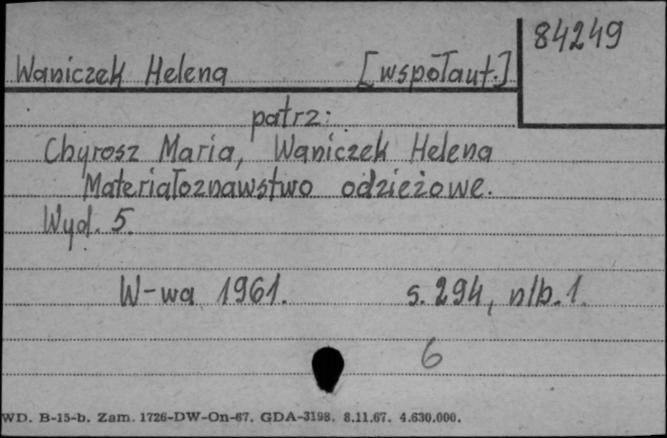 84249
Waniczek Helena [wspołaut.]
patrz:
Chyrosz Maria, Waniczek Helena
Materiałoznawstwo odzieżowe.
Wyd. 5.
W-wa 1961. s. 294, nlb. 1.
6
WD. B-15-b. Zam. 1726-DW-On-67. GDA-3198. 8.11.67. 4.630.000.